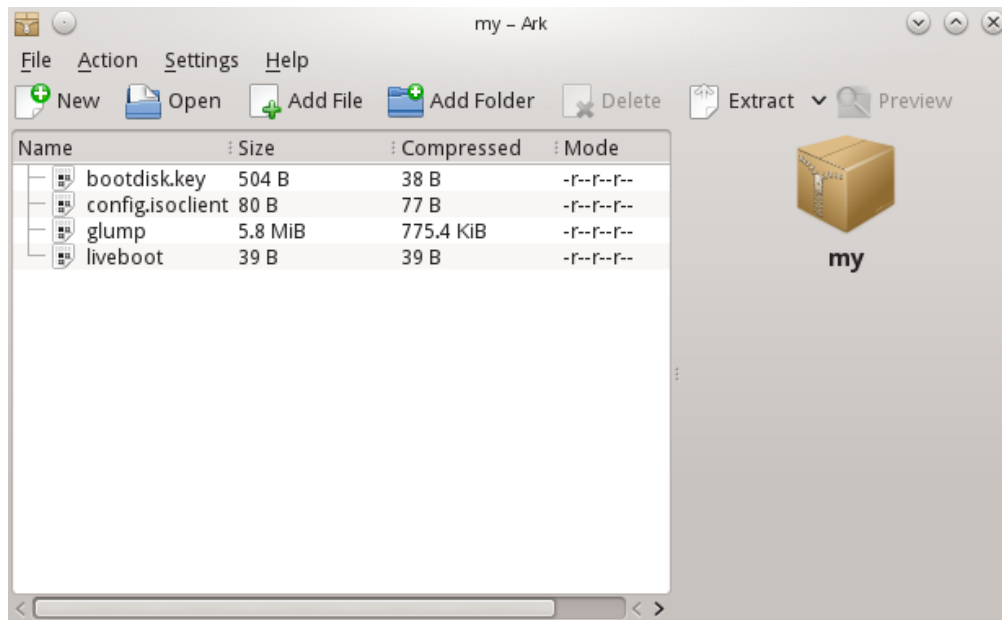 my – Ark
File Action Settings Help
New Open Add File Add Folder Delete Extract Preview
Name Size Compressed Mode
bootdisk.key 504 B 38 B -r--r--r--
config.isoclient 80 B 77 B -r--r--r--
glump 5.8 MiB 775.4 KiB -r--r--r--
liveboot 39 B 39 B -r--r--r--
my